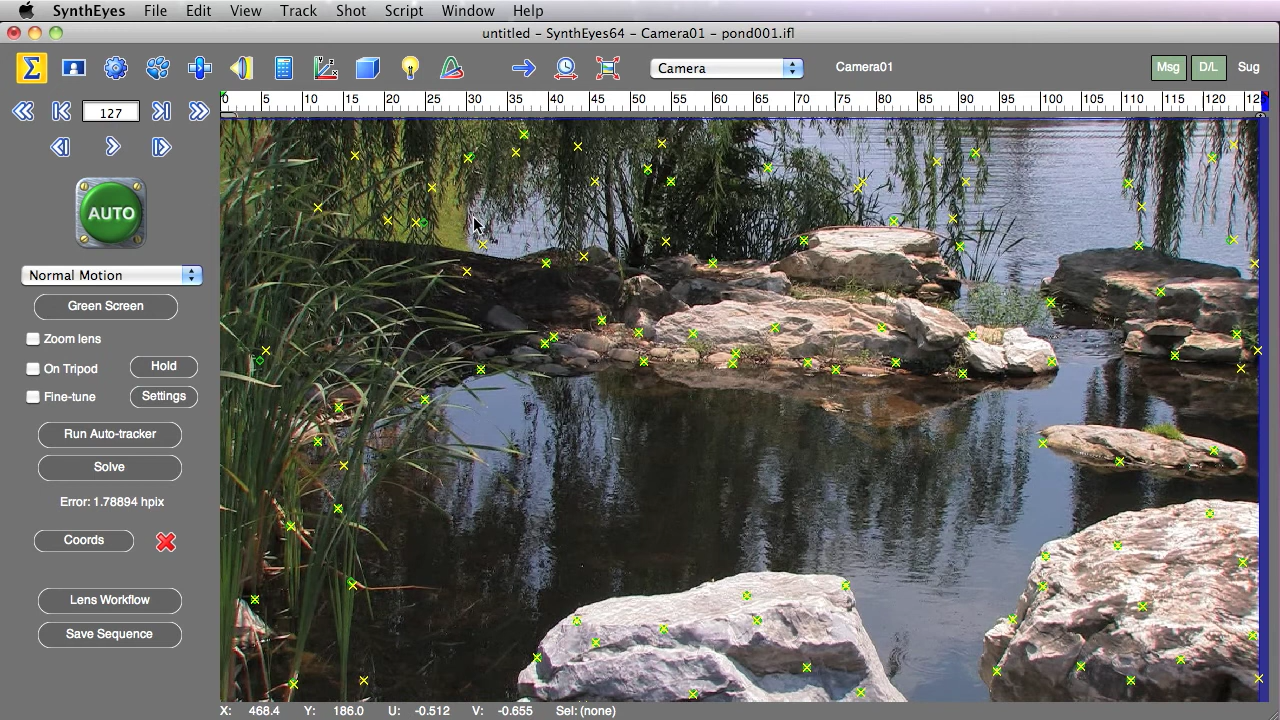 SynthEyes File Edit View Track Shot Script Window Help
untitled - SynthEyes64 - Camera01 - pond001.ifl
Camera Camera01 Msg D/L Sug
0 5 10 15 20 25 30 35 40 45 50 55 60 65 70 75 80 85 90 95 100 105 110 115 120 125
127
AUTO
Normal Motion
Green Screen
Zoom lens
On Tripod Hold
Fine-tune Settings
Run Auto-tracker
Solve
Error: 1.78894 hpix
Coords
Lens Workflow
Save Sequence
X: 468.4 Y: 186.0 U: -0.512 V: -0.655 Sel: (none)